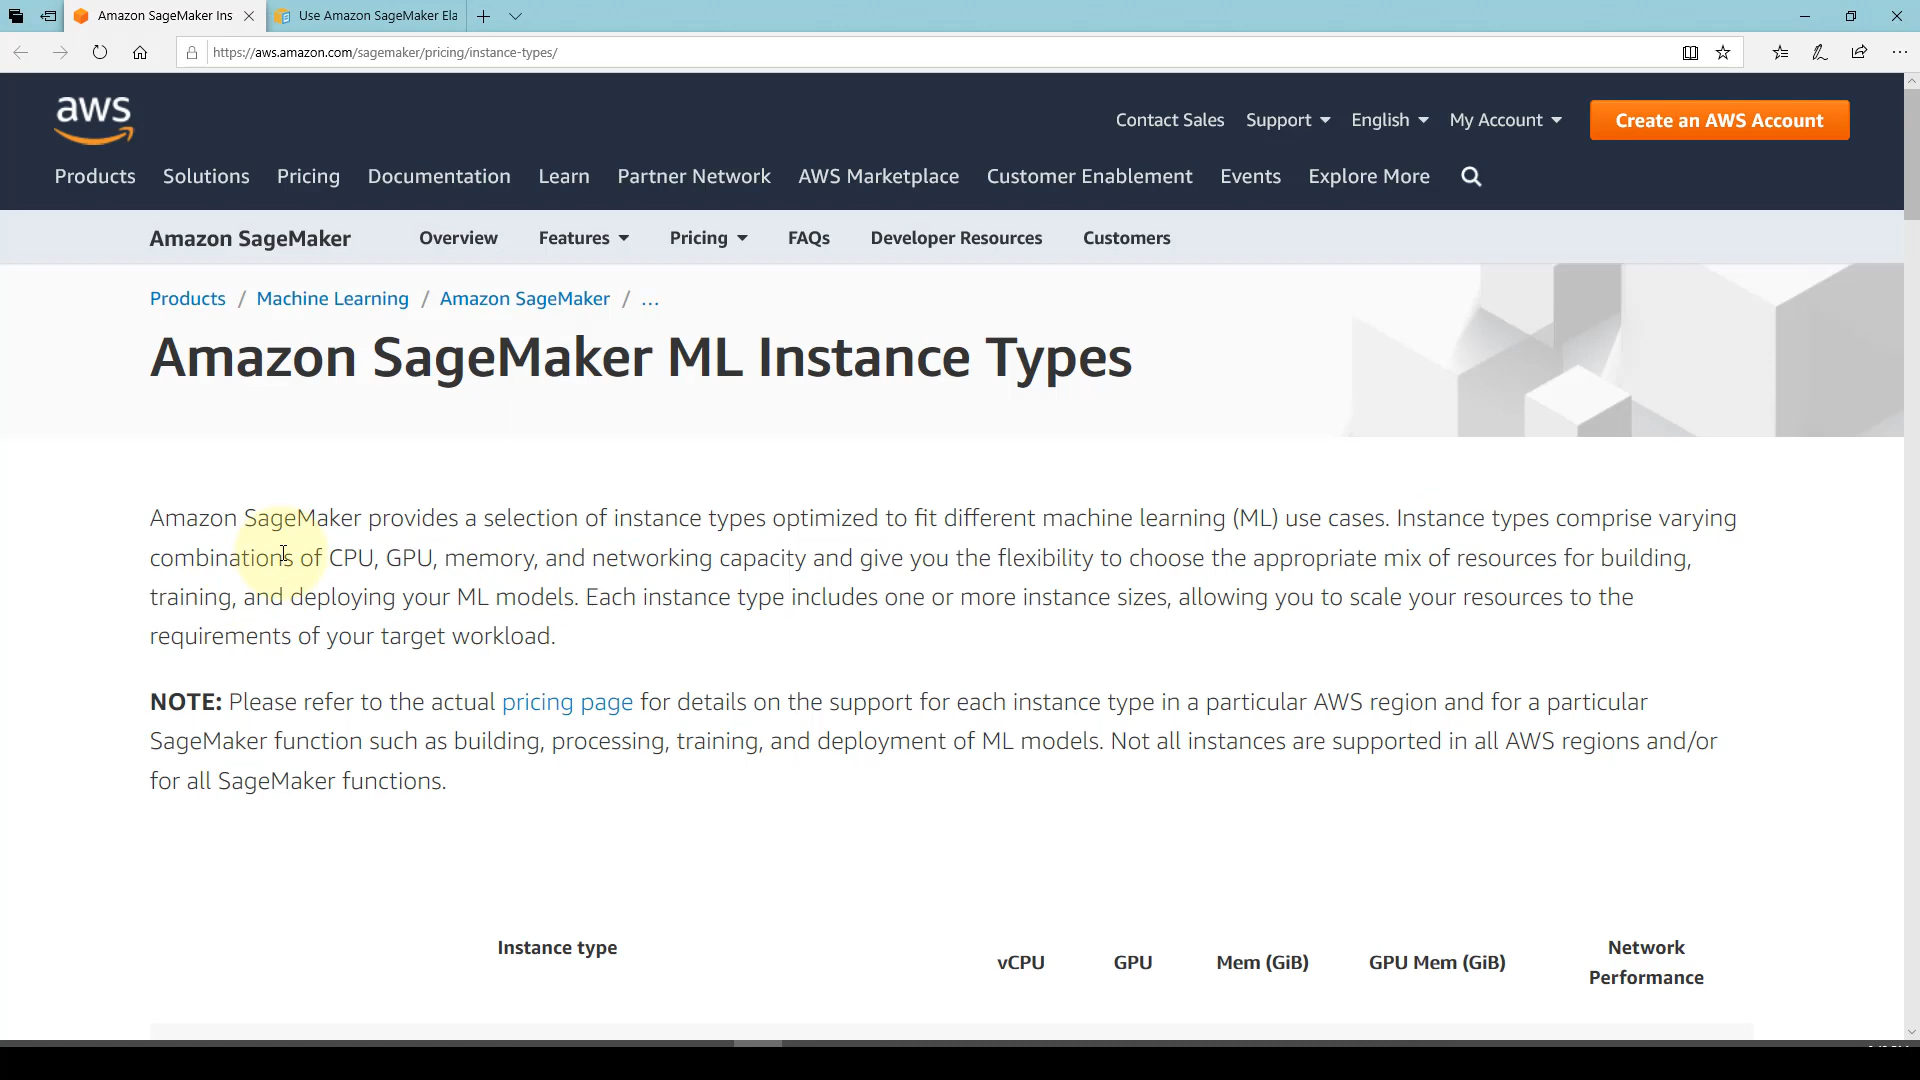 Amazon SageMaker Ins
Use Amazon SageMaker Ela
https://aws.amazon.com/sagemaker/pricing/instance-types/
aws
Contact Sales Support English My Account Create an AWS Account
Products Solutions Pricing Documentation Learn Partner Network AWS Marketplace Customer Enablement Events Explore More
Amazon SageMaker Overview Features Pricing FAQs Developer Resources Customers
Products / Machine Learning / Amazon SageMaker / ...
Amazon SageMaker ML Instance Types
Amazon SageMaker provides a selection of instance types optimized to fit different machine learning (ML) use cases. Instance types comprise varying
combinations of CPU, GPU, memory, and networking capacity and give you the flexibility to choose the appropriate mix of resources for building,
training, and deploying your ML models. Each instance type includes one or more instance sizes, allowing you to scale your resources to the
requirements of your target workload.
NOTE: Please refer to the actual pricing page for details on the support for each instance type in a particular AWS region and for a particular
SageMaker function such as building, processing, training, and deployment of ML models. Not all instances are supported in all AWS regions and/or
for all SageMaker functions.
Instance type
vCPU GPU Mem (GiB) GPU Mem (GiB)
Network
Performance